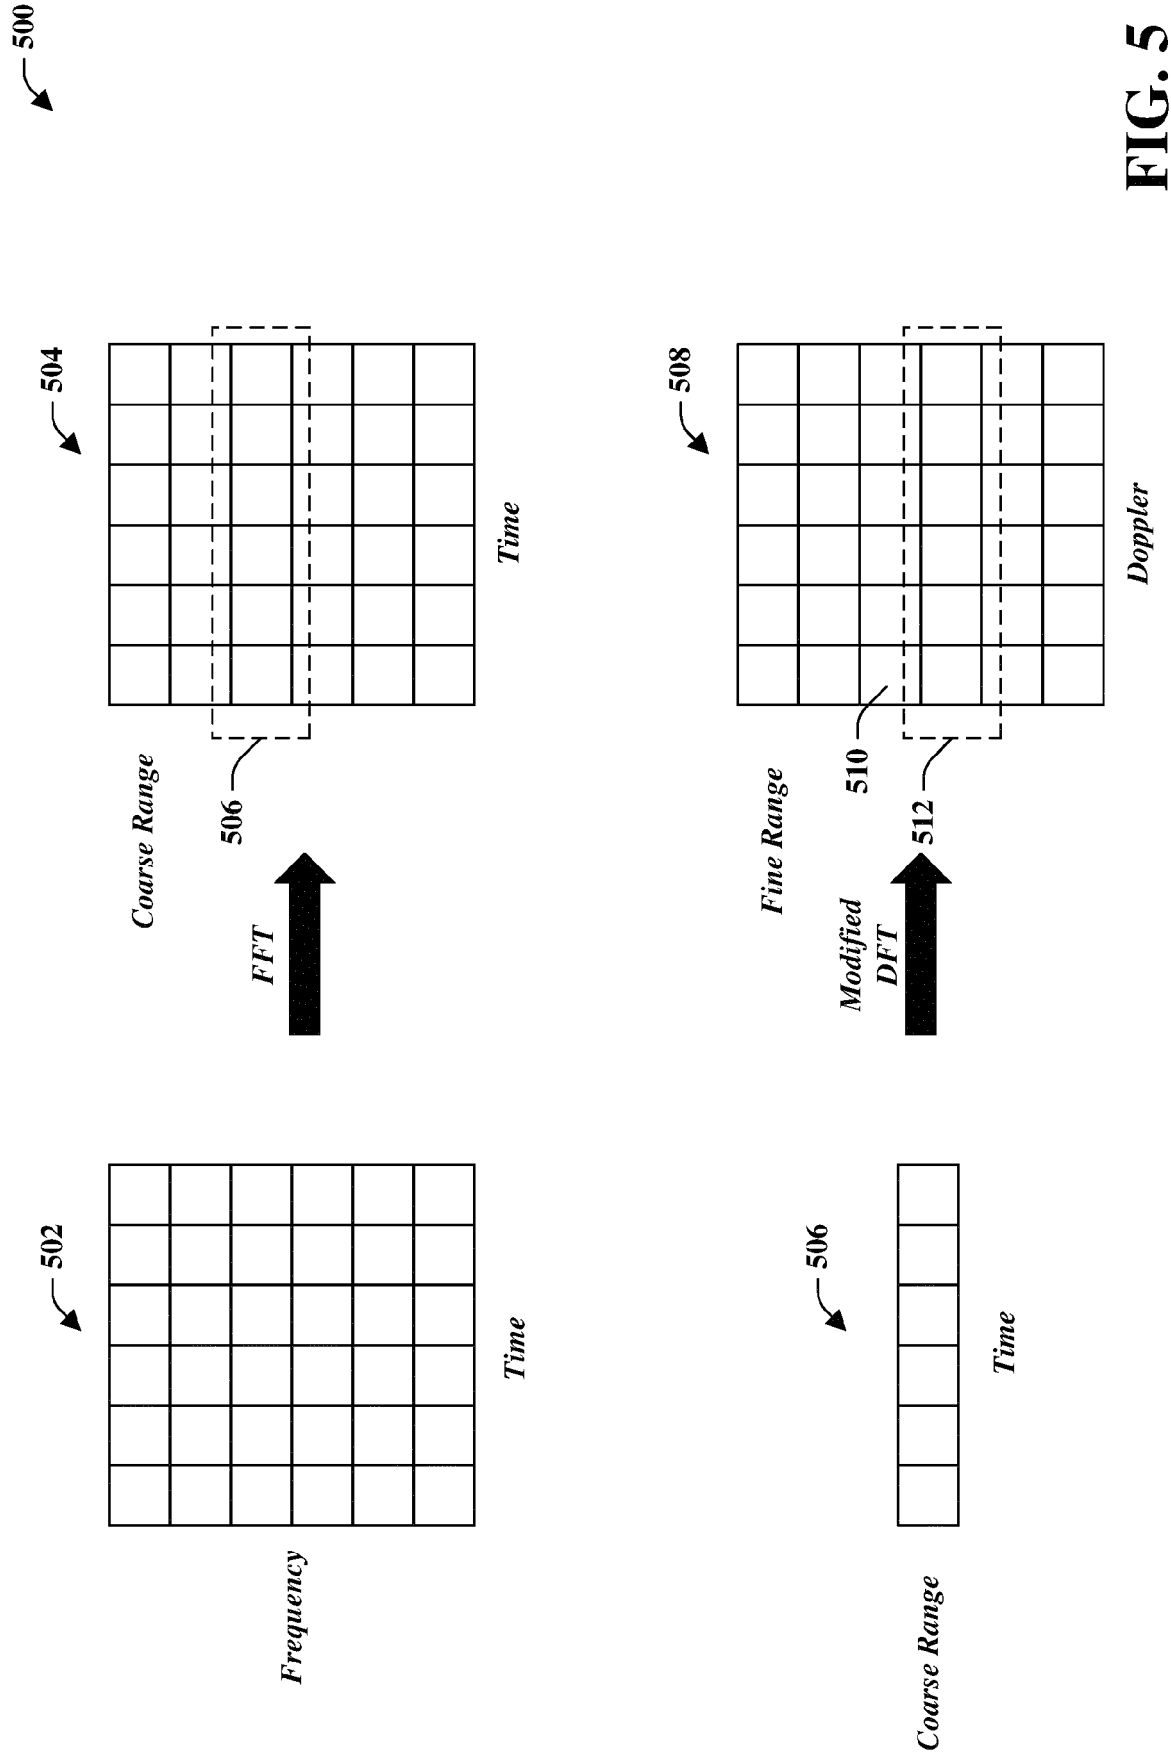 500
502
504
Frequency
Time
FFT
Coarse Range
506
Time
506
508
Coarse Range
Time
Modified
DFT
Fine Range
510
512
Doppler
FIG. 5